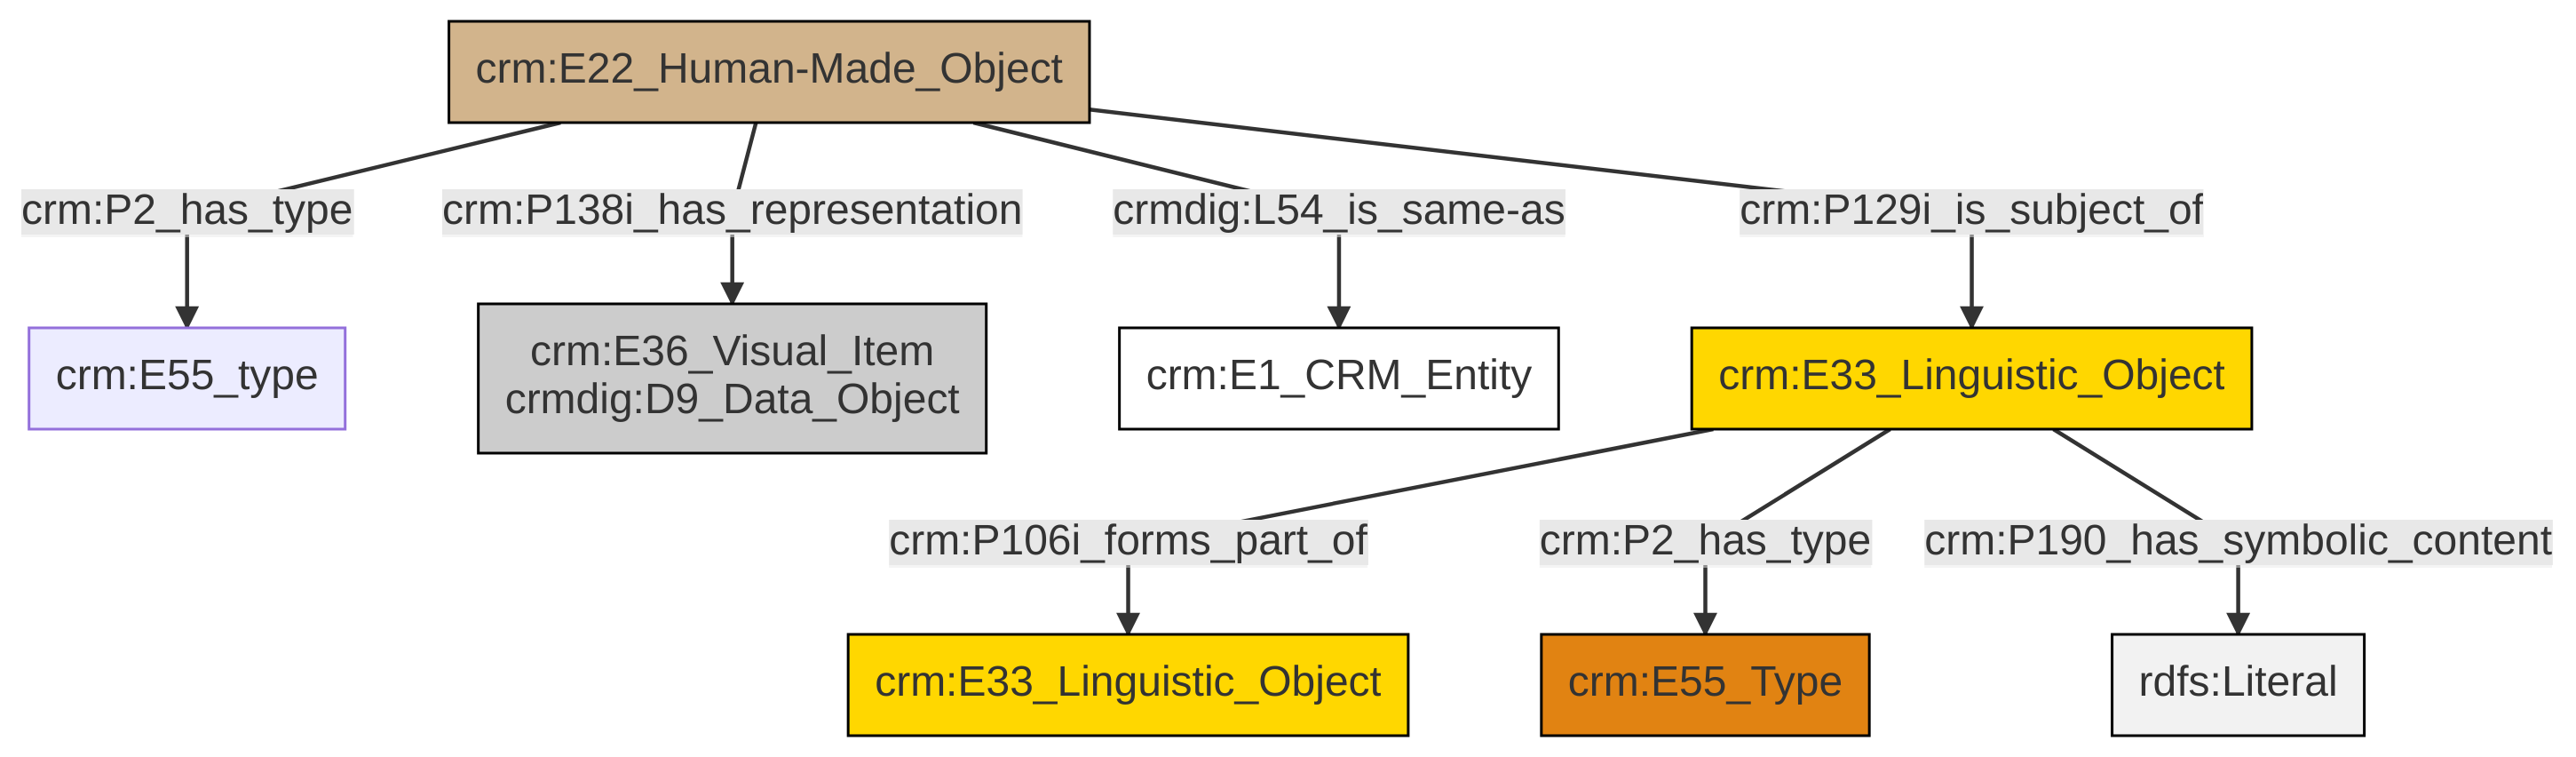 crm:E22_Human-Made_Object
crm:P2_has_type
crm:P138i_has_representation
crmdig:L54_is_same-as
crm:P129i_is_subject_of
crm:E55_type
crm:E36_Visual_Item
crmdig:D9_Data_Object
crm:E1_CRM_Entity
crm:E33_Linguistic_Object
crm:P106i_forms_part_of
crm:P2_has_type
crm:P190_has_symbolic_content
crm:E33_Linguistic_Object
crm:E55_Type
rdfs:Literal